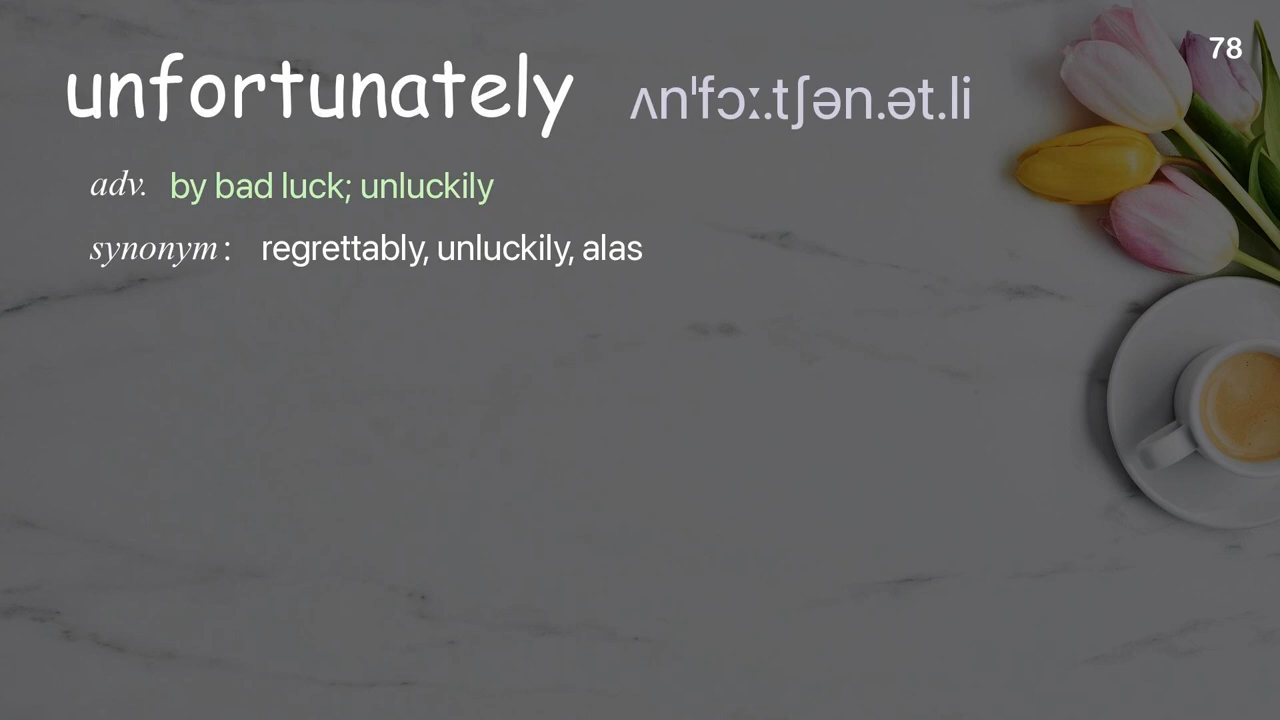 78
unfortunately ʌnˈfɔː.tʃən.ət.li
adv. by bad luck; unluckily
synonym: regrettably, unluckily, alas